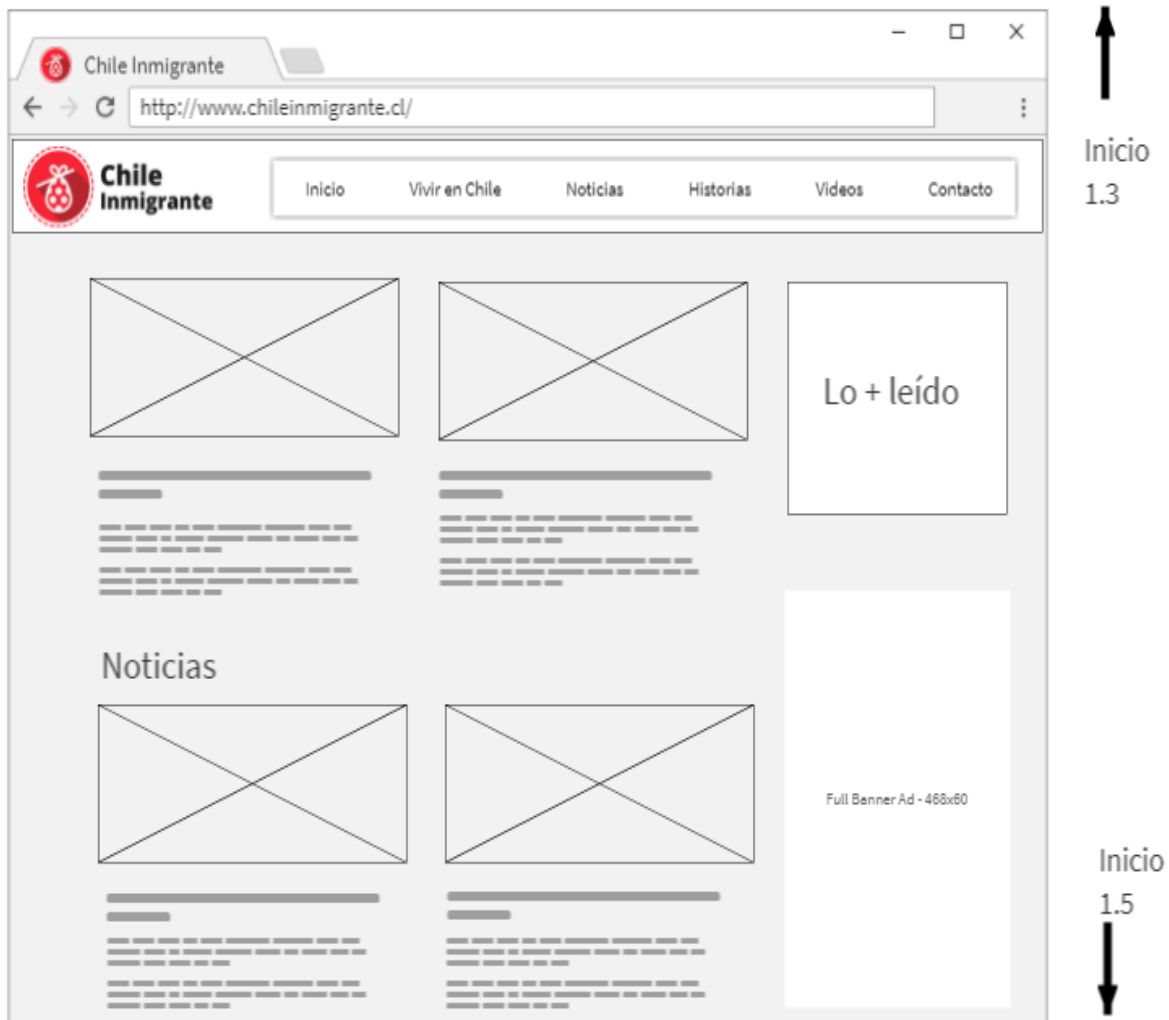 Chile Inmigrante
http://www.chileinmigrante.cl/
Chile
Inmigrante
Inicio Vivir en Chile Noticias Historias Videos Contacto
Inicio
1.3
Lo + leído
Noticias
Full Banner Ad - 468x60
Inicio
1.5